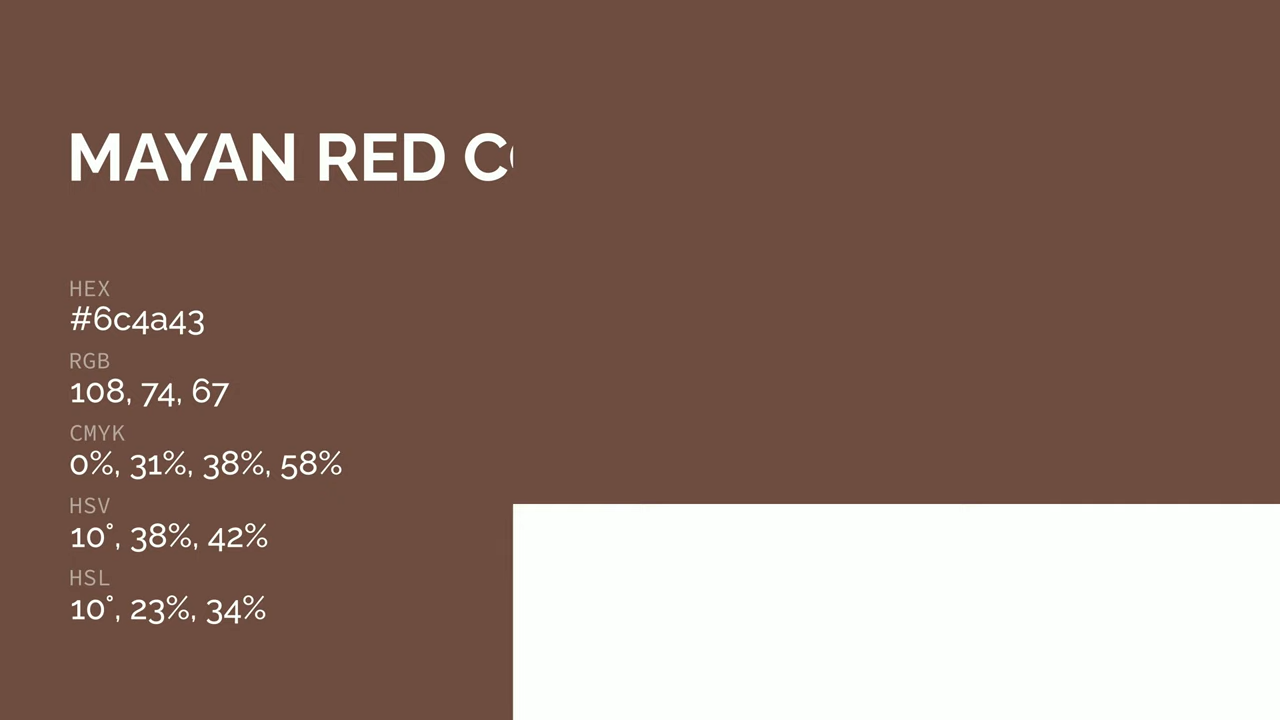 MAYAN RED C
HEX
#6c4a43
RGB
108, 74, 67
CMYK
0%, 31%, 38%, 58%
HSV
10°, 38%, 42%
HSL
10°, 23%, 34%